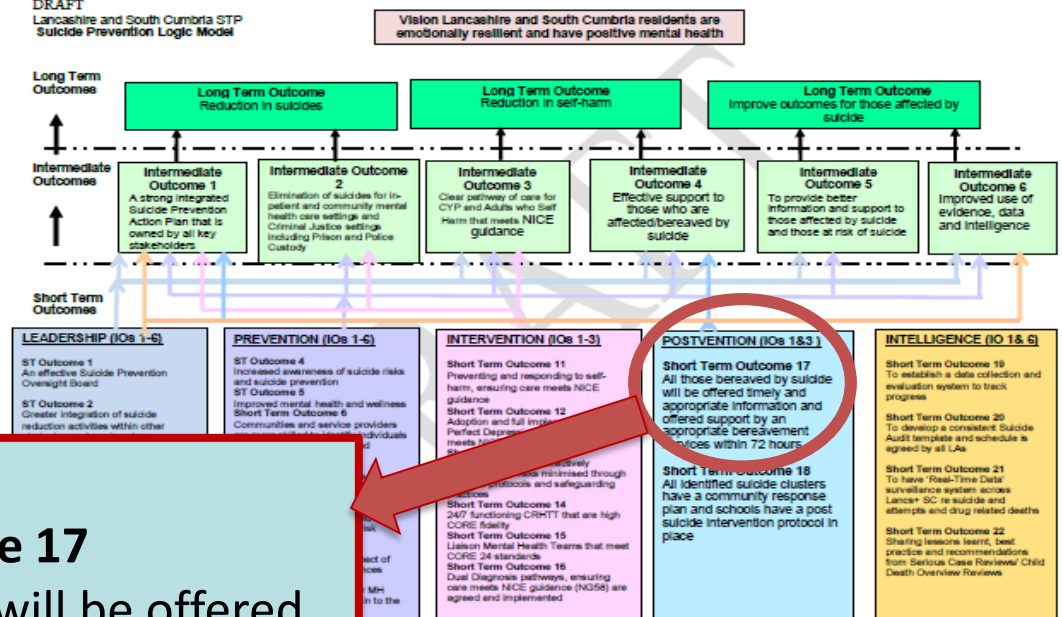 DRAFT
Lancashire and South Cumbria STP
Suicide Prevention Logic Model
Vision Lancashire and South Cumbria residents are
emotionally resilient and have positive mental health
Long Term
Outcomes
Long Term Outcome
Reduction in suicides
Long Term Outcome
Reduction in self-harm
Long Term Outcome
Improve outcomes for those affected by
suicide
Intermediate
Outcomes
Intermediate
Outcome 1
A strong integrated
Suicide Prevention
Action Plan that is
owned by all key
stakeholders
Intermediate Outcome
2
Elimination of suicides for in-
patient and community mental
health care settings and
Criminal Justice settings
including Prison and Police
Custody
Intermediate
Outcome 3
Clear pathway of care for
CYP and Adults who Self
Harm that meets NICE
guidance
Intermediate
Outcome 4
Effective support to
those who are
affected/bereaved by
suicide
Intermediate
Outcome 5
To provide better
information and support to
those affected by suicide
and those at risk of suicide
Intermediate
Outcome 6
Improved use of
evidence, data
and intelligence
Short Term
Outcomes
LEADERSHIP (IOs 1-6)
ST Outcome 1
An effective Suicide Prevention
Oversight Board
ST Outcome 2
Greater integration of suicide
reduction activities within other
PREVENTION (IOs 1-6)
ST Outcome 4
Increased awareness of suicide risks
and suicide prevention
ST Outcome 5
Improved mental health and wellness
Short Term Outcome 6
Communities and service providers
individuals
pact of
MH
in to the
INTERVENTION (IOs 1-3)
Short Term Outcome 11
Preventing and responding to self-
harm, ensuring care meets NICE
guidance
Short Term Outcome 12
Adoption and full
Perfect
meets
minimised through
protocols and safeguarding
Short Term Outcome 14
24/7 functioning CRHTT that are high
CORE fidelity
Short Term Outcome 15
Liaison Mental Health Teams that meet
CORE 24 standards
Short Term Outcome 16
Dual Diagnosis pathways, ensuring
care meets NICE guidance (NG58) are
agreed and implemented
POSTVENTION (IOs 1&3 )
Short Term Outcome 17
All those bereaved by suicide
will be offered timely and
appropriate information and
offered support by an
appropriate bereavement
services within 72 hours
Short Term Outcome 18
All identified suicide clusters
have a community response
plan and schools have a post
suicide intervention protocol in
place
INTELLIGENCE (IO 1& 6)
Short Term Outcome 19
To establish a data collection and
evaluation system to track
progress
Short Term Outcome 20
To develop a consistent Suicide
Audit template and schedule is
agreed by all LAs
Short Term Outcome 21
To have 'Real-Time Data'
surveillance system across
Lancs+ SC re suicide and
attempts and drug related deaths
Short Term Outcome 22
Sharing lessons learnt, best
practice and recommendations
from Serious Case Reviews/ Child
Death Overview Reviews
e 17
will be offered